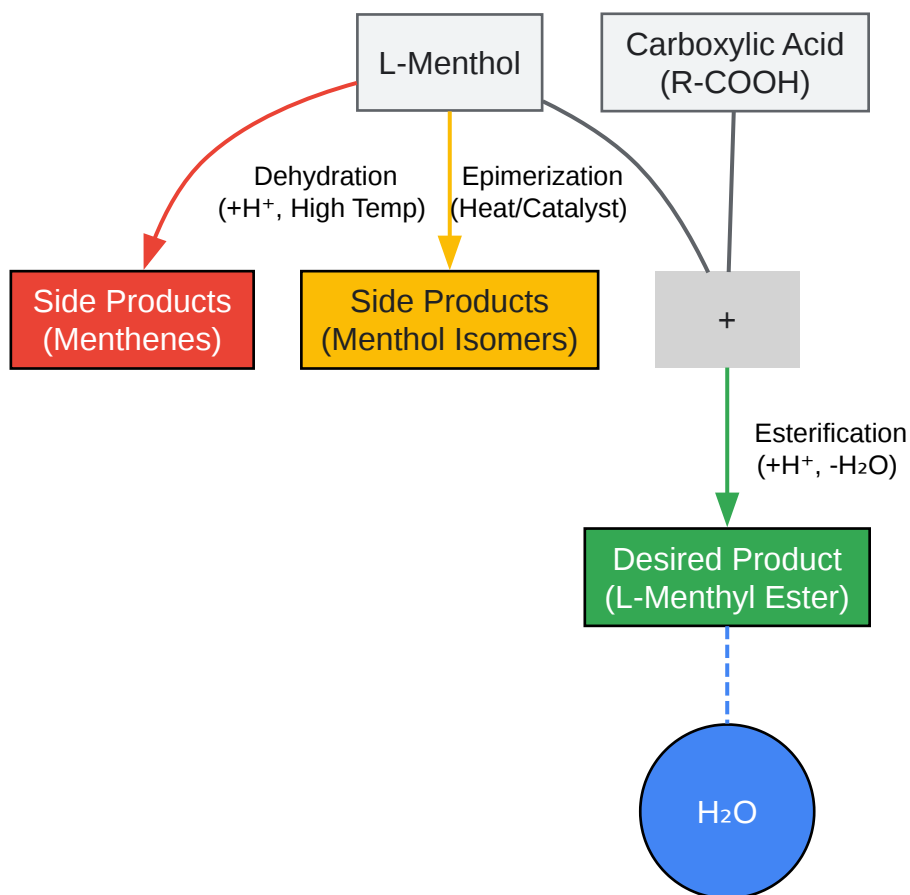 L-Menthol
Carboxylic Acid
(R-COOH)
Dehydration
(+H⁺, High Temp)
Epimerization
(Heat/Catalyst)
Side Products
(Menthenes)
Side Products
(Menthol Isomers)
+
Esterification
(+H⁺, -H₂O)
Desired Product
(L-Menthyl Ester)
H₂O